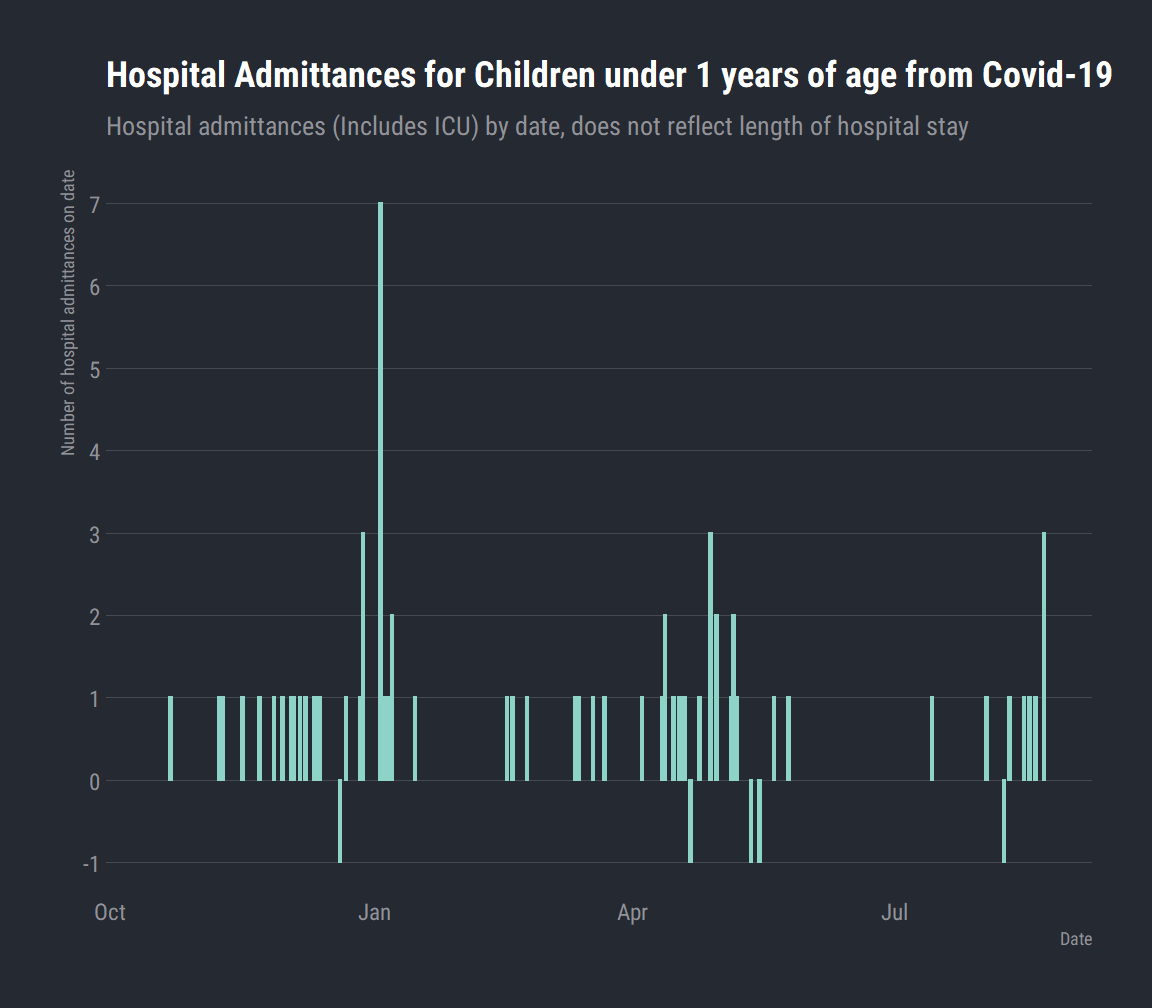 Hospital Admittances for Children under 1 years of age from Covid-19
Hospital admittances (Includes ICU) by date, does not reflect length of hospital stay
Number of hospital admittances on date
7
6
5
4
3
2
1
0
-1
Oct Jan Apr Jul
Date